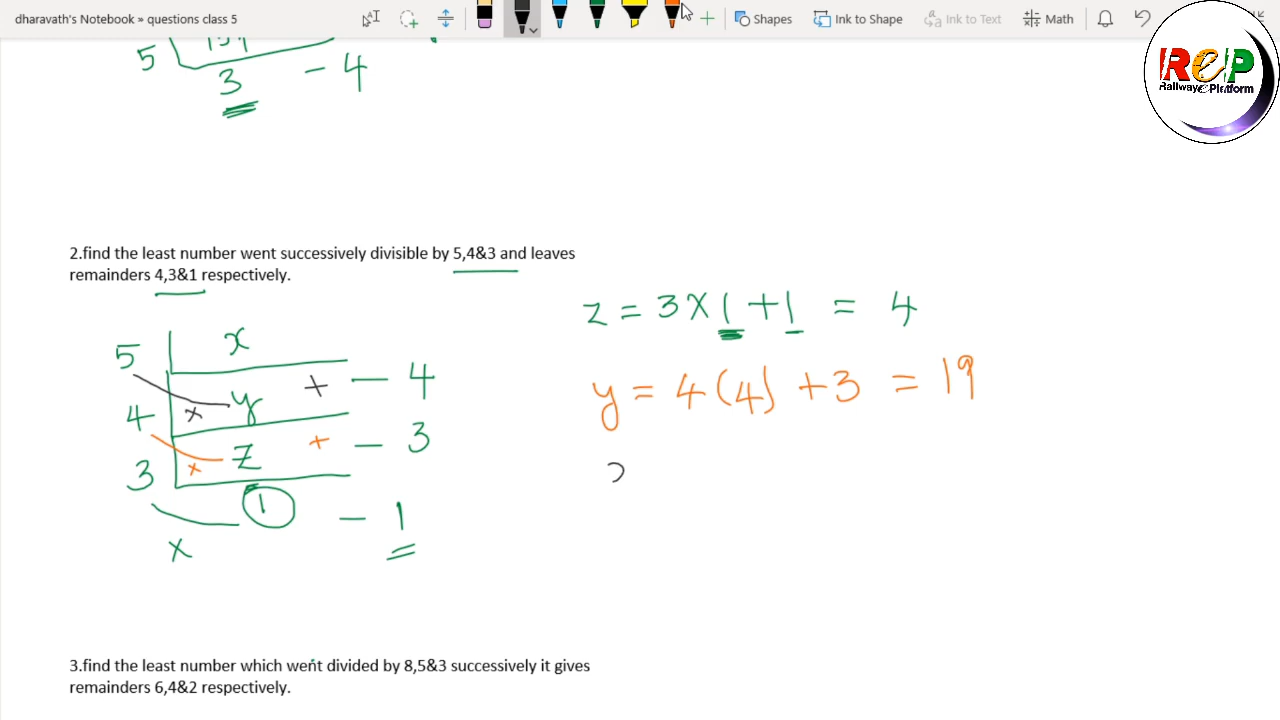 dharavath's Notebook » questions class 5
Shapes
Ink to Shape
Ink to Text
Math
ReP
Railway e Platform
5
3 - 4
2.find the least number went successively divisible by 5,4&3 and leaves
remainders 4,3&1 respectively.
5 x
4 × y + - 4
3 × z + - 3
1 - 1
×
z = 3 × 1 + 1 = 4
y = 4(4) + 3 = 19
3.find the least number which went divided by 8,5&3 successively it gives
remainders 6,4&2 respectively.